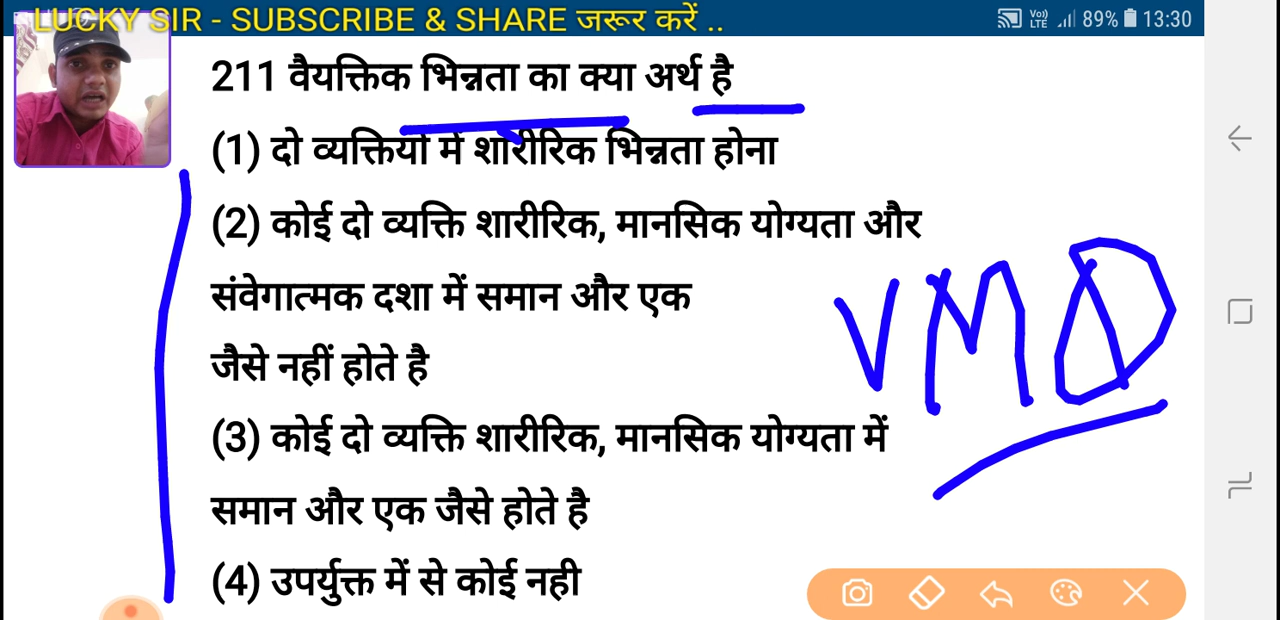 LUCKY SIR - SUBSCRIBE & SHARE जरूर करें ..
Vo)) LTE 89% 13:30
211 वैयक्तिक भिन्नता का क्या अर्थ है
(1) दो व्यक्तियों में शारीरिक भिन्नता होना
(2) कोई दो व्यक्ति शारीरिक, मानसिक योग्यता और
संवेगात्मक दशा में समान और एक
जैसे नहीं होते है
(3) कोई दो व्यक्ति शारीरिक, मानसिक योग्यता में
समान और एक जैसे होते है
(4) उपर्युक्त में से कोई नही
VMD